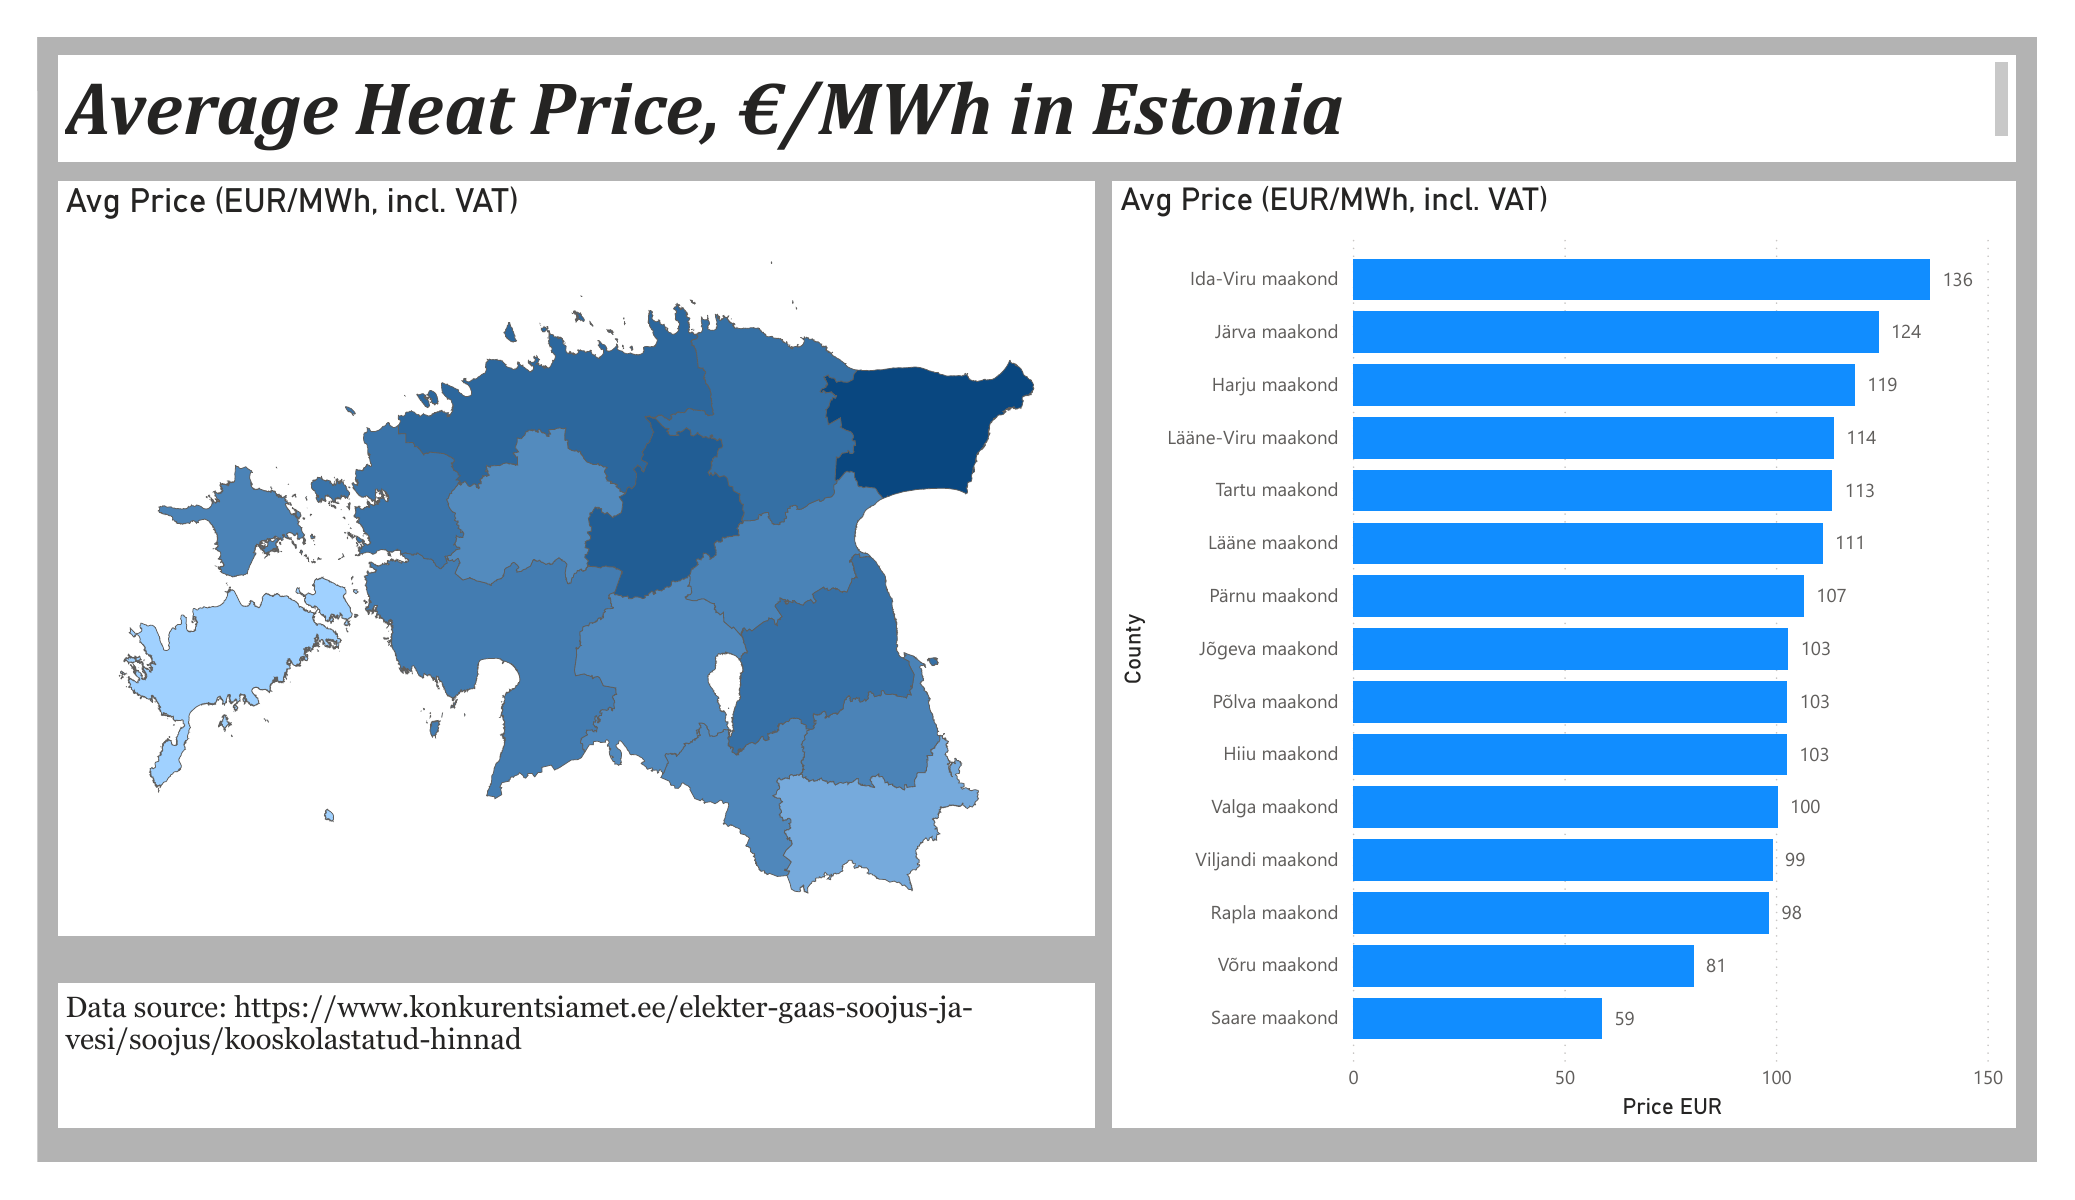 Average Heat Price, €/MWh in Estonia
Avg Price (EUR/MWh, incl. VAT)
Data source: https://www.konkurentsiamet.ee/elekter-gaas-soojus-ja-
vesi/soojus/kooskolastatud-hinnad
Avg Price (EUR/MWh, incl. VAT)
County
Ida-Viru maakond 136
Järva maakond 124
Harju maakond 119
Lääne-Viru maakond 114
Tartu maakond 113
Lääne maakond 111
Pärnu maakond 107
Jõgeva maakond 103
Põlva maakond 103
Hiiu maakond 103
Valga maakond 100
Viljandi maakond 99
Rapla maakond 98
Võru maakond 81
Saare maakond 59
0 50 100 150
Price EUR